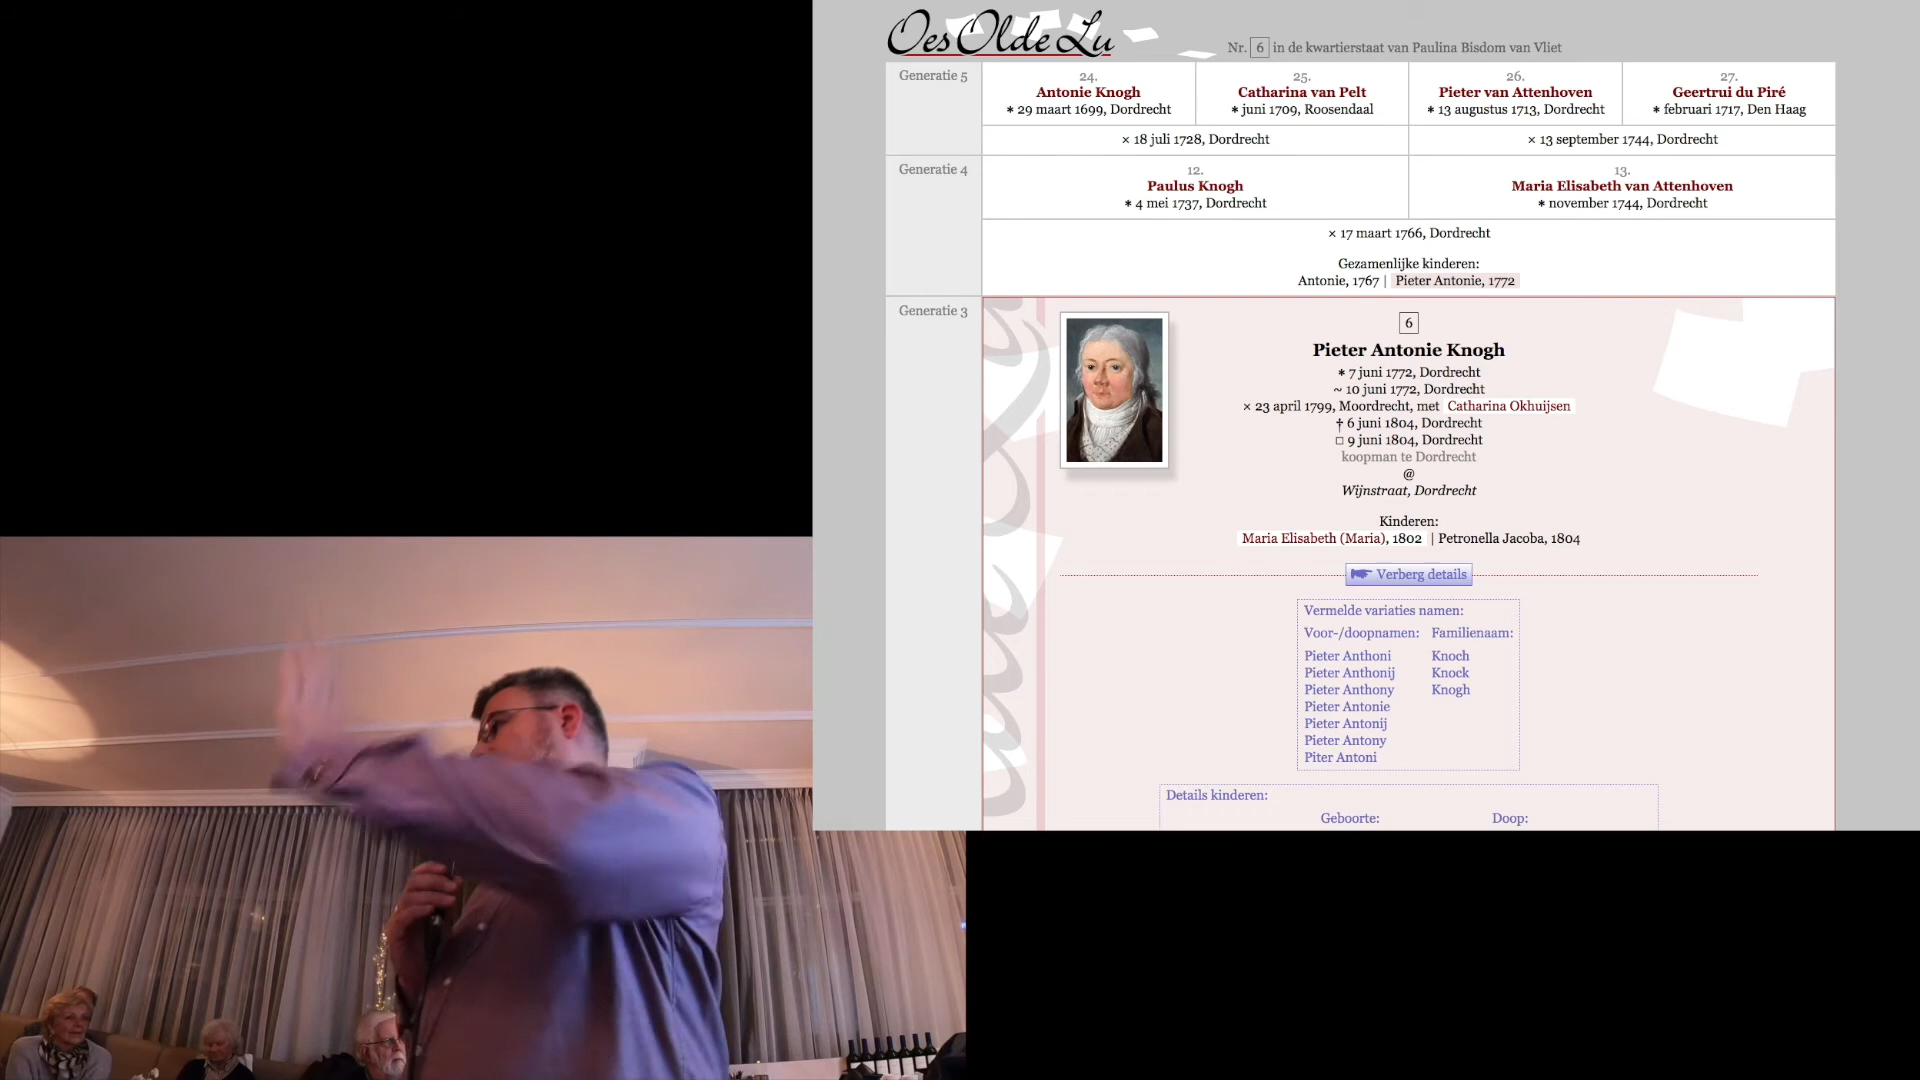 Oes Olde Lu
Nr. 6 in de kwartierstaat van Paulina Bisdom van Vliet
Generatie 5
24.
Antonie Knogh
* 29 maart 1699, Dordrecht
25.
Catharina van Pelt
* juni 1709, Roosendaal
26.
Pieter van Attenhoven
* 13 augustus 1713, Dordrecht
27.
Geertrui du Piré
* februari 1717, Den Haag
× 18 juli 1728, Dordrecht
× 13 september 1744, Dordrecht
Generatie 4
12.
Paulus Knogh
* 4 mei 1737, Dordrecht
13.
Maria Elisabeth van Attenhoven
* november 1744, Dordrecht
× 17 maart 1766, Dordrecht
Gezamenlijke kinderen:
Antonie, 1767 | Pieter Antonie, 1772
Generatie 3
6
Pieter Antonie Knogh
* 7 juni 1772, Dordrecht
~ 10 juni 1772, Dordrecht
× 23 april 1799, Moordrecht, met Catharina Okhuijsen
† 6 juni 1804, Dordrecht
□ 9 juni 1804, Dordrecht
koopman te Dordrecht
@
Wijnstraat, Dordrecht
Kinderen:
Maria Elisabeth (Maria), 1802 | Petronella Jacoba, 1804
Verberg details
Vermelde variaties namen:
Voor-/doopnamen: Familienaam:
Pieter Anthoni Knoch
Pieter Anthonij Knock
Pieter Anthony Knogh
Pieter Antonie
Pieter Antonij
Pieter Antony
Piter Antoni
Details kinderen:
Geboorte: Doop: